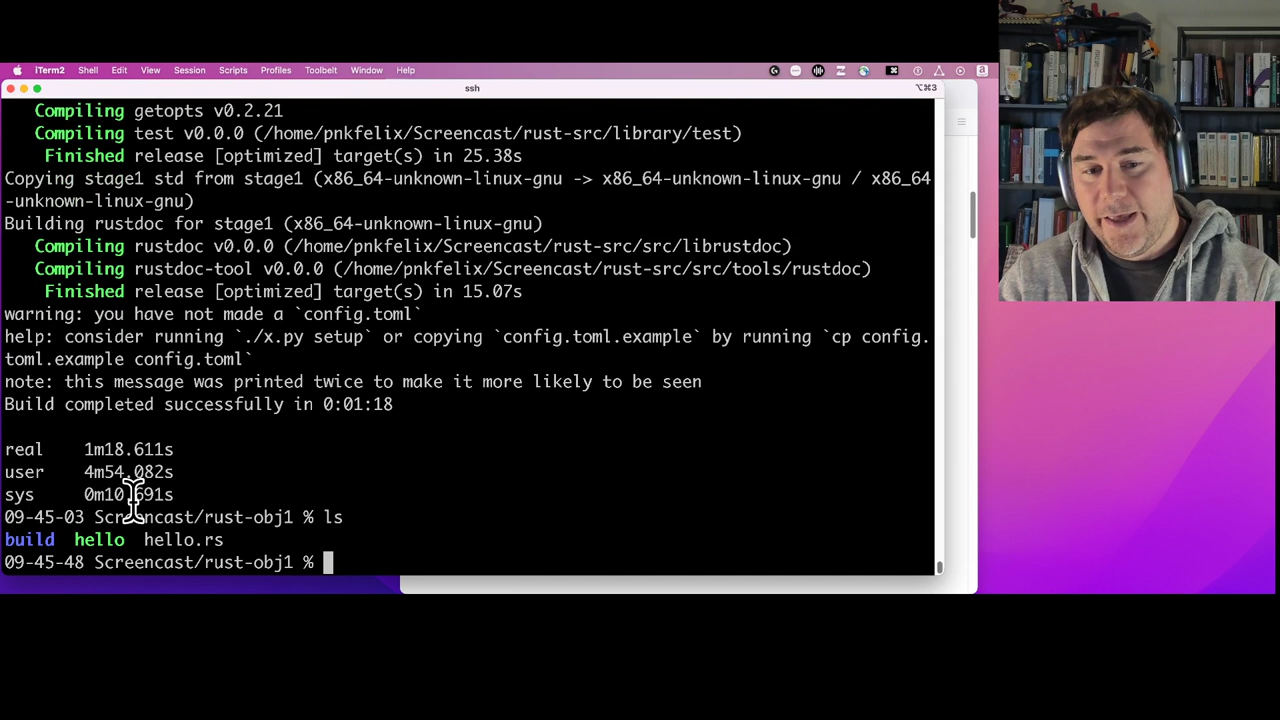 iTerm2 Shell Edit View Session Scripts Profiles Toolbelt Window Help
ssh
⌥⌘3
Compiling getopts v0.2.21
Compiling test v0.0.0 (/home/pnkfelix/Screencast/rust-src/library/test)
Finished release [optimized] target(s) in 25.38s
Copying stage1 std from stage1 (x86_64-unknown-linux-gnu -> x86_64-unknown-linux-gnu / x86_64
-unknown-linux-gnu)
Building rustdoc for stage1 (x86_64-unknown-linux-gnu)
Compiling rustdoc v0.0.0 (/home/pnkfelix/Screencast/rust-src/src/librustdoc)
Compiling rustdoc-tool v0.0.0 (/home/pnkfelix/Screencast/rust-src/src/tools/rustdoc)
Finished release [optimized] target(s) in 15.07s
warning: you have not made a `config.toml`
help: consider running `./x.py setup` or copying `config.toml.example` by running `cp config.
toml.example config.toml`
note: this message was printed twice to make it more likely to be seen
Build completed successfully in 0:01:18
real 1m18.611s
user 4m54.082s
sys 0m10.691s
09-45-03 Screencast/rust-obj1 % ls
build hello hello.rs
09-45-48 Screencast/rust-obj1 %